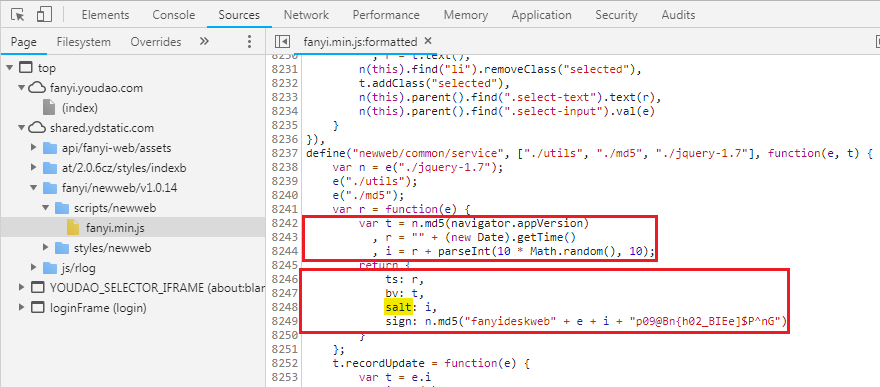 Elements Console Sources Network Performance Memory Application Security Audits
Page Filesystem Overrides »
fanyi.min.js:formatted ×
top
fanyi.youdao.com
(index)
shared.ydstatic.com
api/fanyi-web/assets
at/2.0.6cz/styles/indexb
fanyi/newweb/v1.0.14
scripts/newweb
fanyi.min.js
styles/newweb
js/rlog
YOUDAO_SELECTOR_IFRAME (about:blar
loginFrame (login)
8230 , r = t.text(),
8231 n(this).find("li").removeClass("selected"),
8232 t.addClass("selected"),
8233 n(this).parent().find(".select-text").text(r),
8234 n(this).parent().find(".select-input").val(e)
8235 }
8236 }),
8237 define("newweb/common/service", ["./utils", "./md5", "./jquery-1.7"], function(e, t) {
8238 var n = e("./jquery-1.7");
8239 e("./utils");
8240 e("./md5");
8241 var r = function(e) {
8242 var t = n.md5(navigator.appVersion)
8243 , r = "" + (new Date).getTime()
8244 , i = r + parseInt(10 * Math.random(), 10);
8245 return {
8246 ts: r,
8247 bv: t,
8248 salt: i,
8249 sign: n.md5("fanyideskweb" + e + i + "p09@Bn{h02_BIEe]$P^nG")
8250 }
8251 };
8252 t.recordUpdate = function(e) {
8253 var t = e.i